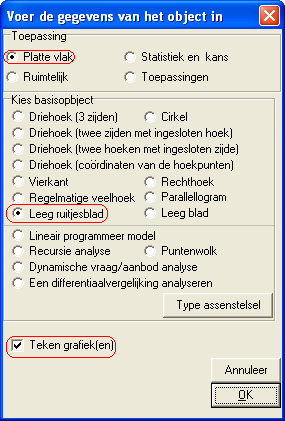 Voer de gegevens van het object in
Toepassing
Platte vlak
Statistiek en kans
Ruimtelijk
Toepassingen
Kies basisobject
Driehoek (3 zijden)
Cirkel
Driehoek (twee zijden met ingesloten hoek)
Driehoek (twee hoeken met ingesloten zijde)
Driehoek (coördinaten van de hoekpunten)
Vierkant
Rechthoek
Regelmatige veelhoek
Parallellogram
Leeg ruitjesblad
Leeg blad
Lineair programmeer model
Recursie analyse
Puntenwolk
Dynamische vraag/aanbod analyse
Een differentiaalvergelijking analyseren
Type assenstelsel
Teken grafiek(en)
Annuleer
OK